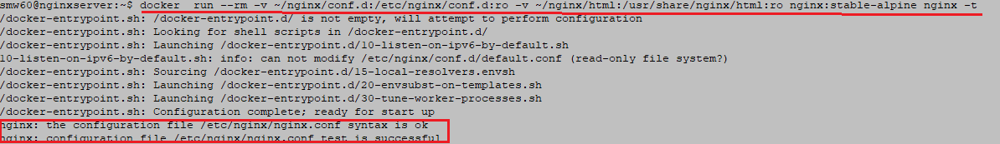 smw60@nginxserver:~$ docker  run --rm -v ~/nginx/conf.d:/etc/nginx/conf.d:ro -v ~/nginx/html:/usr/share/nginx/html:ro nginx:stable-alpine nginx -t
/docker-entrypoint.sh: /docker-entrypoint.d/ is not empty, will attempt to perform configuration
/docker-entrypoint.sh: Looking for shell scripts in /docker-entrypoint.d/
/docker-entrypoint.sh: Launching /docker-entrypoint.d/10-listen-on-ipv6-by-default.sh
10-listen-on-ipv6-by-default.sh: info: can not modify /etc/nginx/conf.d/default.conf (read-only file system?)
/docker-entrypoint.sh: Sourcing /docker-entrypoint.d/15-local-resolvers.envsh
/docker-entrypoint.sh: Launching /docker-entrypoint.d/20-envsubst-on-templates.sh
/docker-entrypoint.sh: Launching /docker-entrypoint.d/30-tune-worker-processes.sh
/docker-entrypoint.sh: Configuration complete; ready for start up
nginx: the configuration file /etc/nginx/nginx.conf syntax is ok
nginx: configuration file /etc/nginx/nginx.conf test is successful